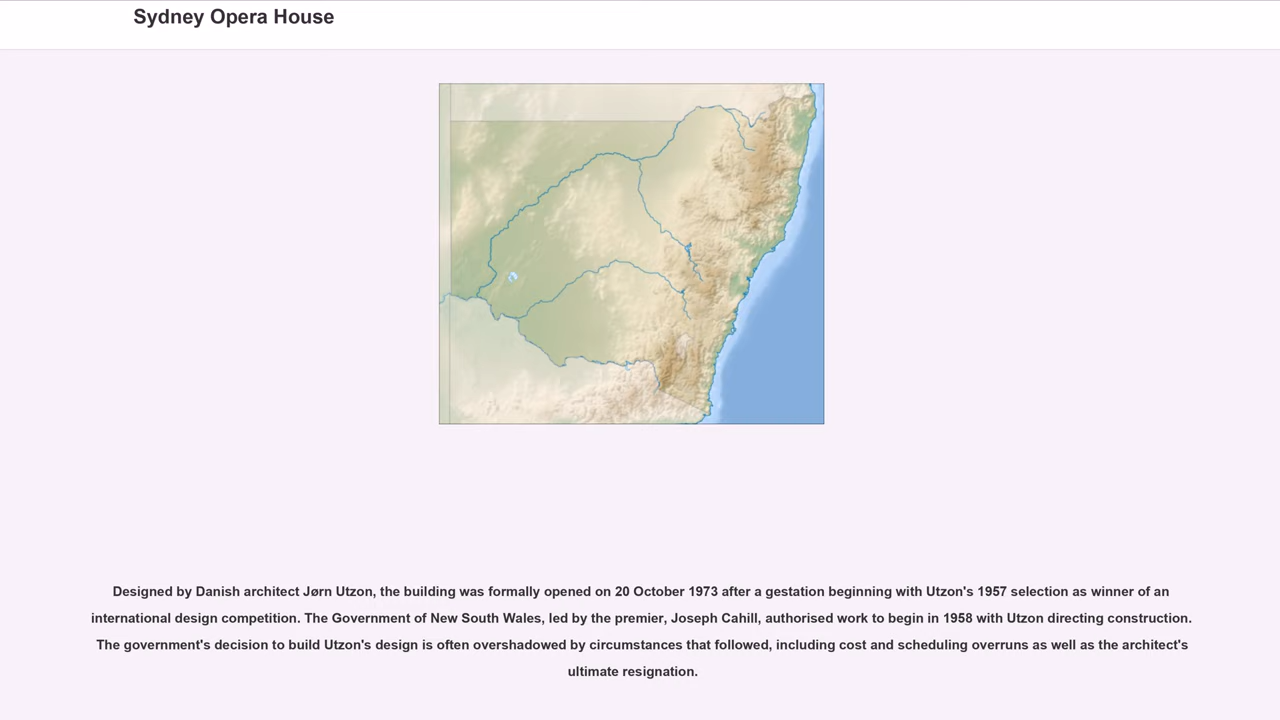 Sydney Opera House
Designed by Danish architect Jørn Utzon, the building was formally opened on 20 October 1973 after a gestation beginning with Utzon's 1957 selection as winner of an
international design competition. The Government of New South Wales, led by the premier, Joseph Cahill, authorised work to begin in 1958 with Utzon directing construction.
The government's decision to build Utzon's design is often overshadowed by circumstances that followed, including cost and scheduling overruns as well as the architect's
ultimate resignation.